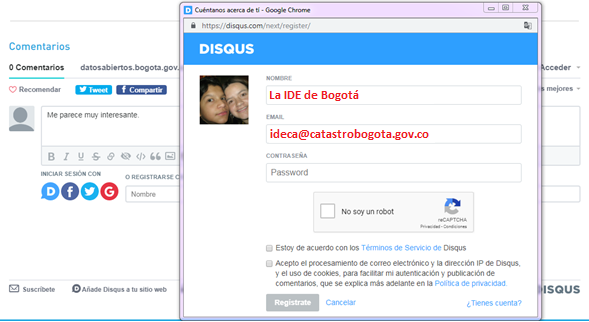 Cuéntanos acerca de tí - Google Chrome
https://disqus.com/next/register/
DISQUS
NOMBRE
La IDE de Bogotá
EMAIL
ideca@catastrobogota.gov.co
CONTRASEÑA
Password
No soy un robot
reCAPTCHA
Privacidad - Condiciones
Estoy de acuerdo con los Términos de Servicio de Disqus
Acepto el procesamiento de correo electrónico y la dirección IP de Disqus,
y el uso de cookies, para facilitar mi autenticación y publicación de
comentarios, que se explica más adelante en la Política de privacidad.
Regístrate
Cancelar
¿Tienes cuenta?
Comentarios
0 Comentarios
datosabiertos.bogota.gov.
Acceder
Recomendar
Tweet
Compartir
s mejores
Me parece muy interesante.
B I U S
INICIAR SESIÓN CON
O REGISTRARSE C
Nombre
Suscríbete
Añade Disqus a tu sitio web
DISQUS